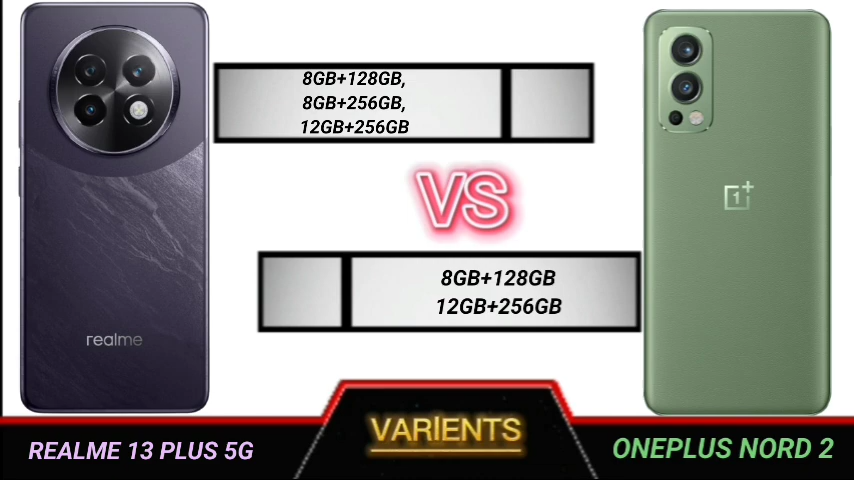 8GB+128GB,
8GB+256GB,
12GB+256GB
VS
1+
8GB+128GB
12GB+256GB
realme
VARIENTS
REALME 13 PLUS 5G
ONEPLUS NORD 2